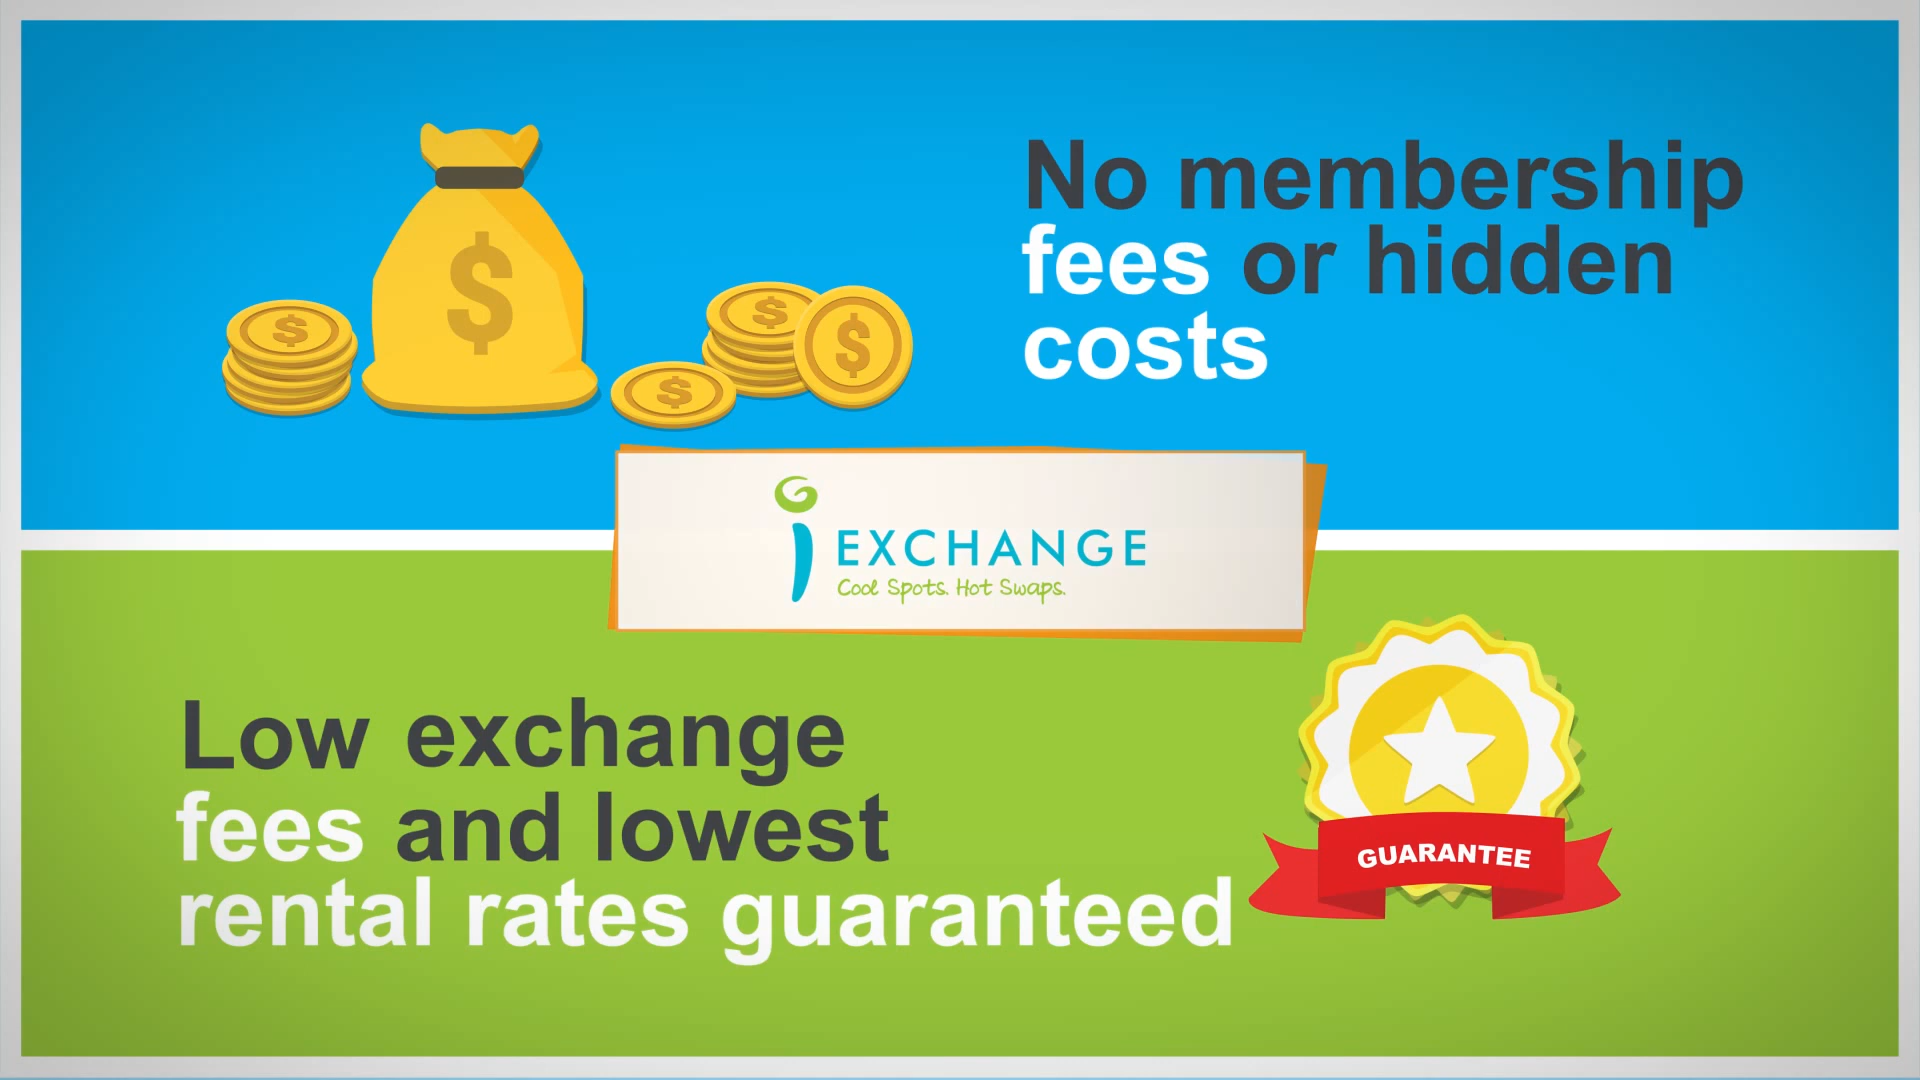 No membership
fees or hidden
costs
$
$
$
$
$
i EXCHANGE
Cool Spots. Hot Swaps.
Low exchange
fees and lowest
rental rates guaranteed
GUARANTEE